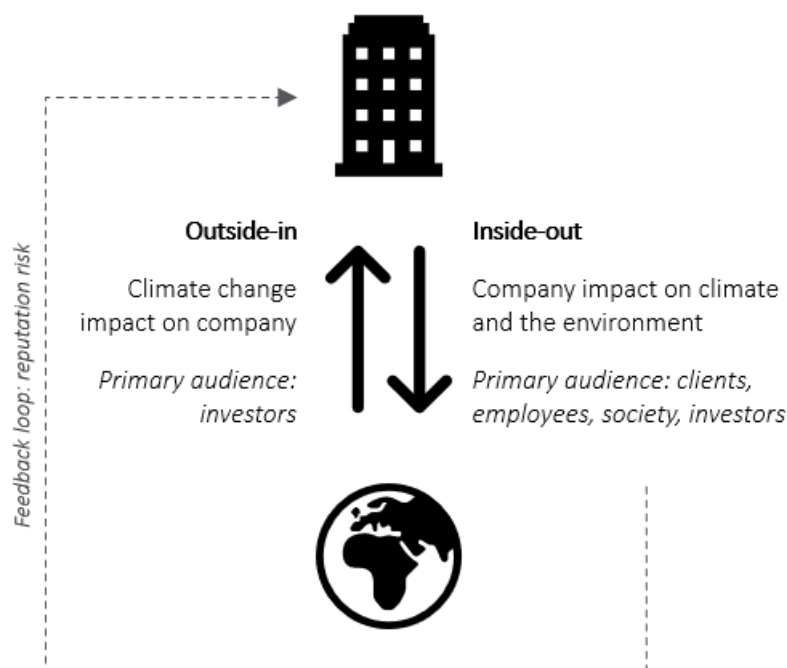 Feedback loop: reputation risk
Outside-in
Climate change
impact on company
Primary audience:
investors
Inside-out
Company impact on climate
and the environment
Primary audience: clients,
employees, society, investors